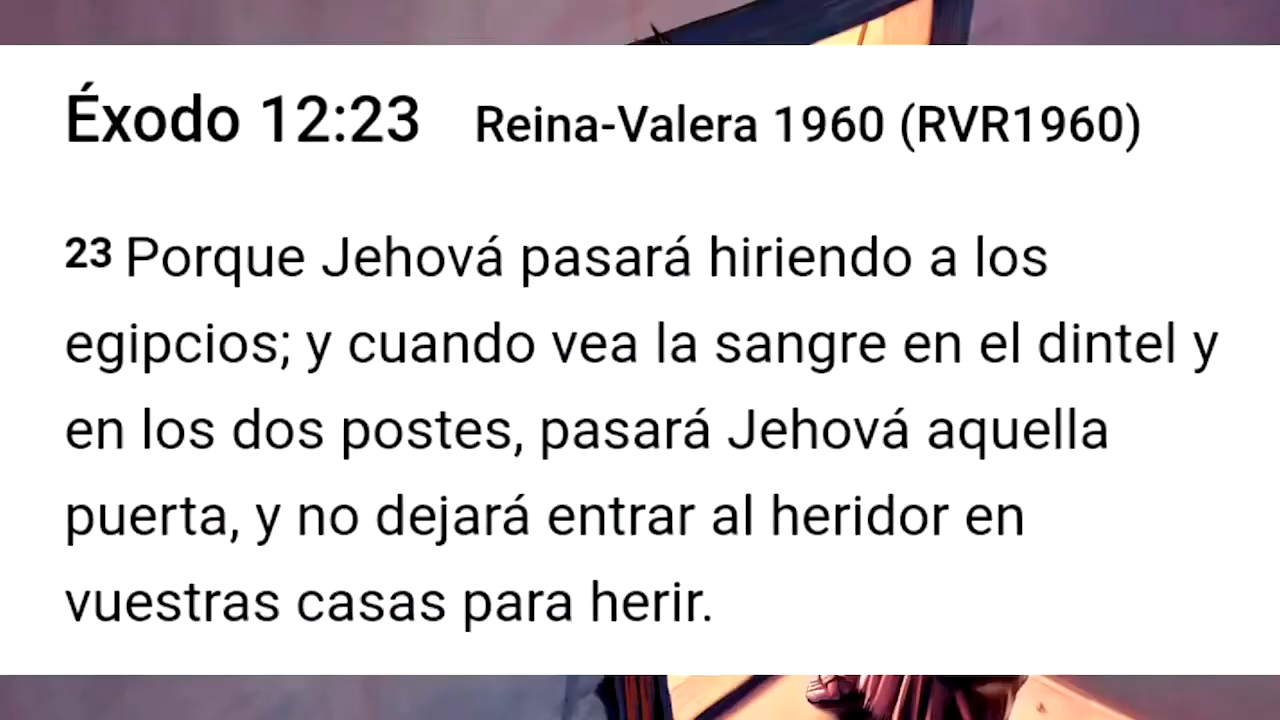 Éxodo 12:23 Reina-Valera 1960 (RVR1960)
23 Porque Jehová pasará hiriendo a los
egipcios; y cuando vea la sangre en el dintel y
en los dos postes, pasará Jehová aquella
puerta, y no dejará entrar al heridor en
vuestras casas para herir.